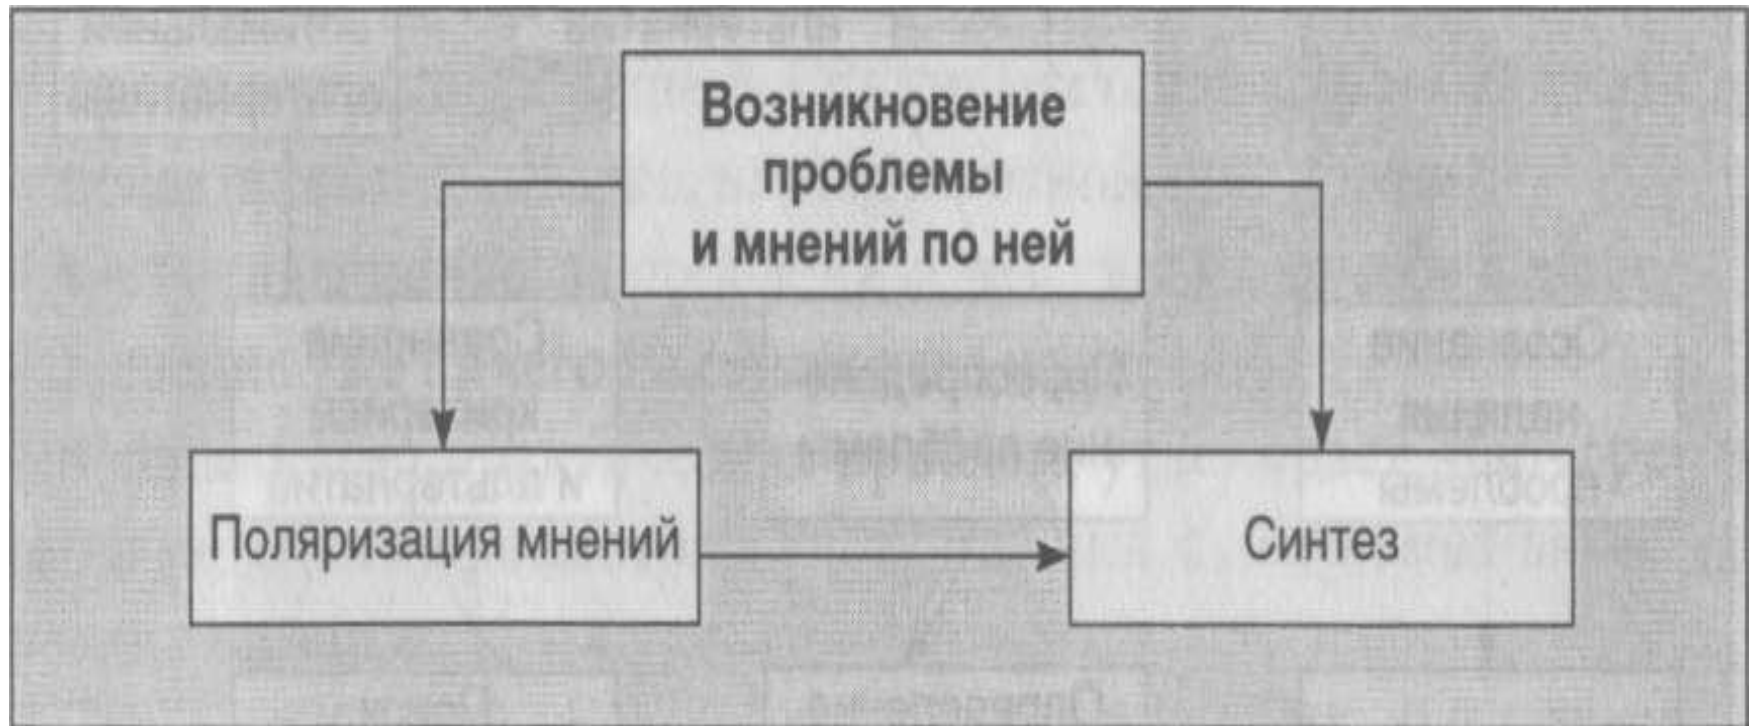 Возникновение
проблемы
и мнений по ней
Поляризация мнений
Синтез